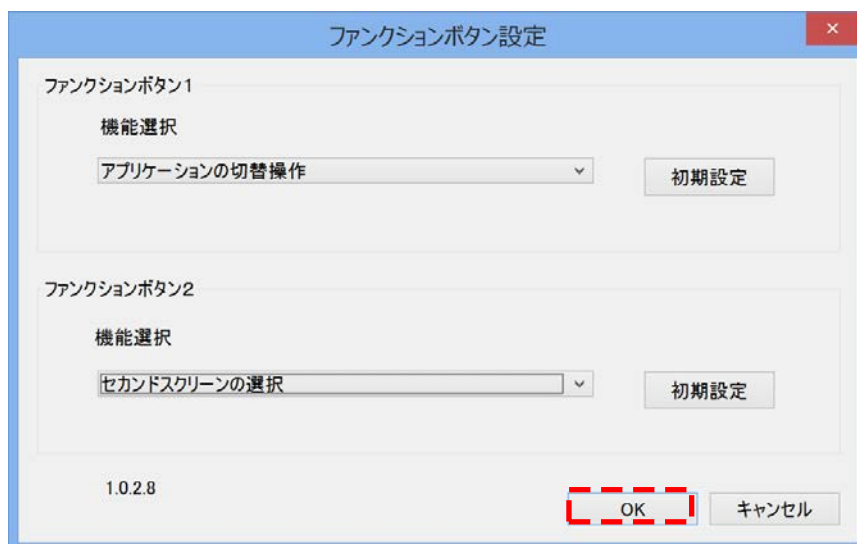 ファンクションボタン設定
ファンクションボタン1
機能選択
アプリケーションの切替操作
初期設定
ファンクションボタン2
機能選択
セカンドスクリーンの選択
初期設定
1.0.2.8
OK
キャンセル